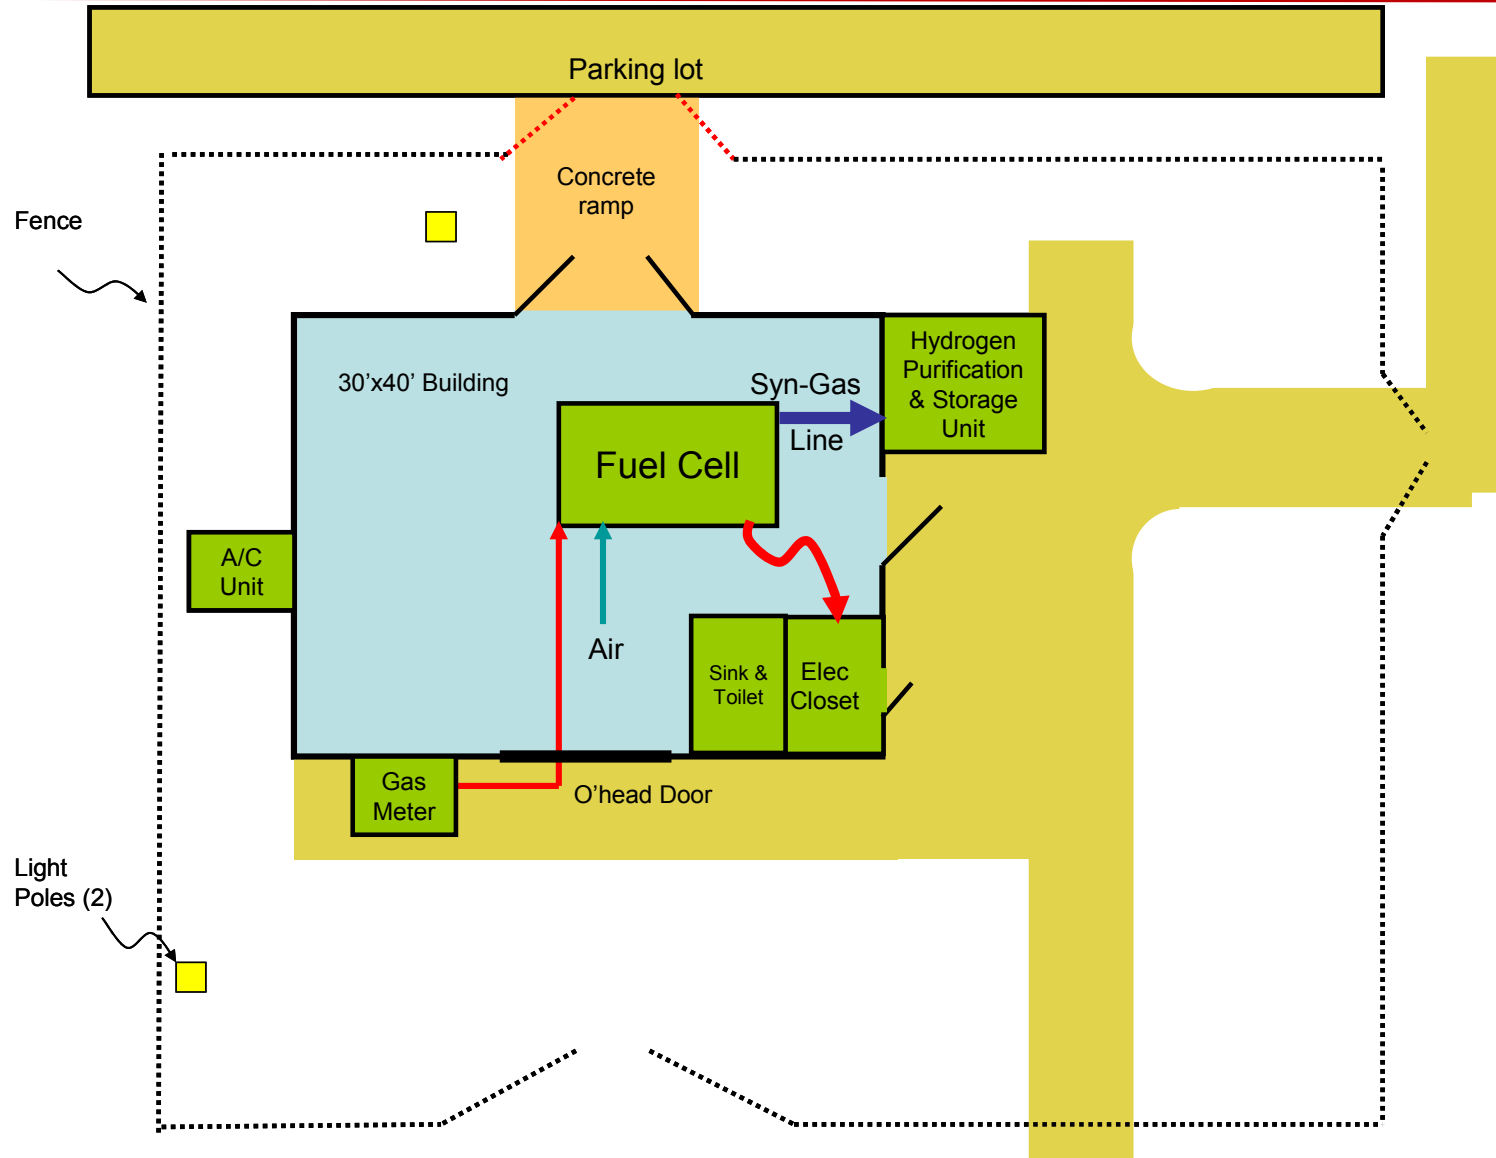 Parking lot
Concrete
ramp
Fence
30’x40’ Building
Syn-Gas
Line
Hydrogen
Purification
& Storage
Unit
Fuel Cell
A/C
Unit
Air
Sink &
Toilet
Elec
Closet
Gas
Meter
O’head Door
Light
Poles (2)